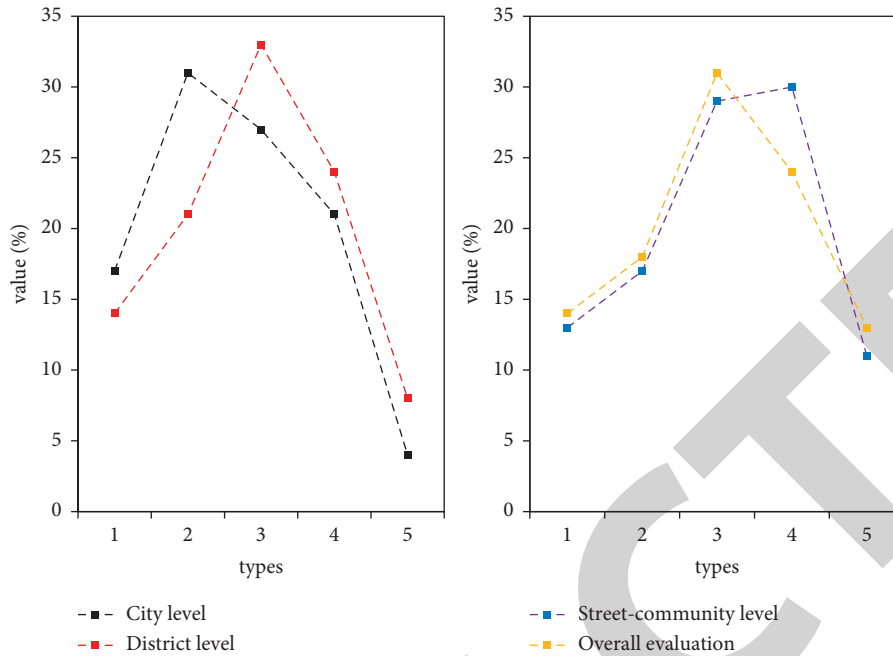 35
30
25
20
15
10
5
0
value (%)
1 2 3 4 5
types
City level
District level
35
30
25
20
15
10
5
0
value (%)
1 2 3 4 5
types
Street-community level
Overall evaluation